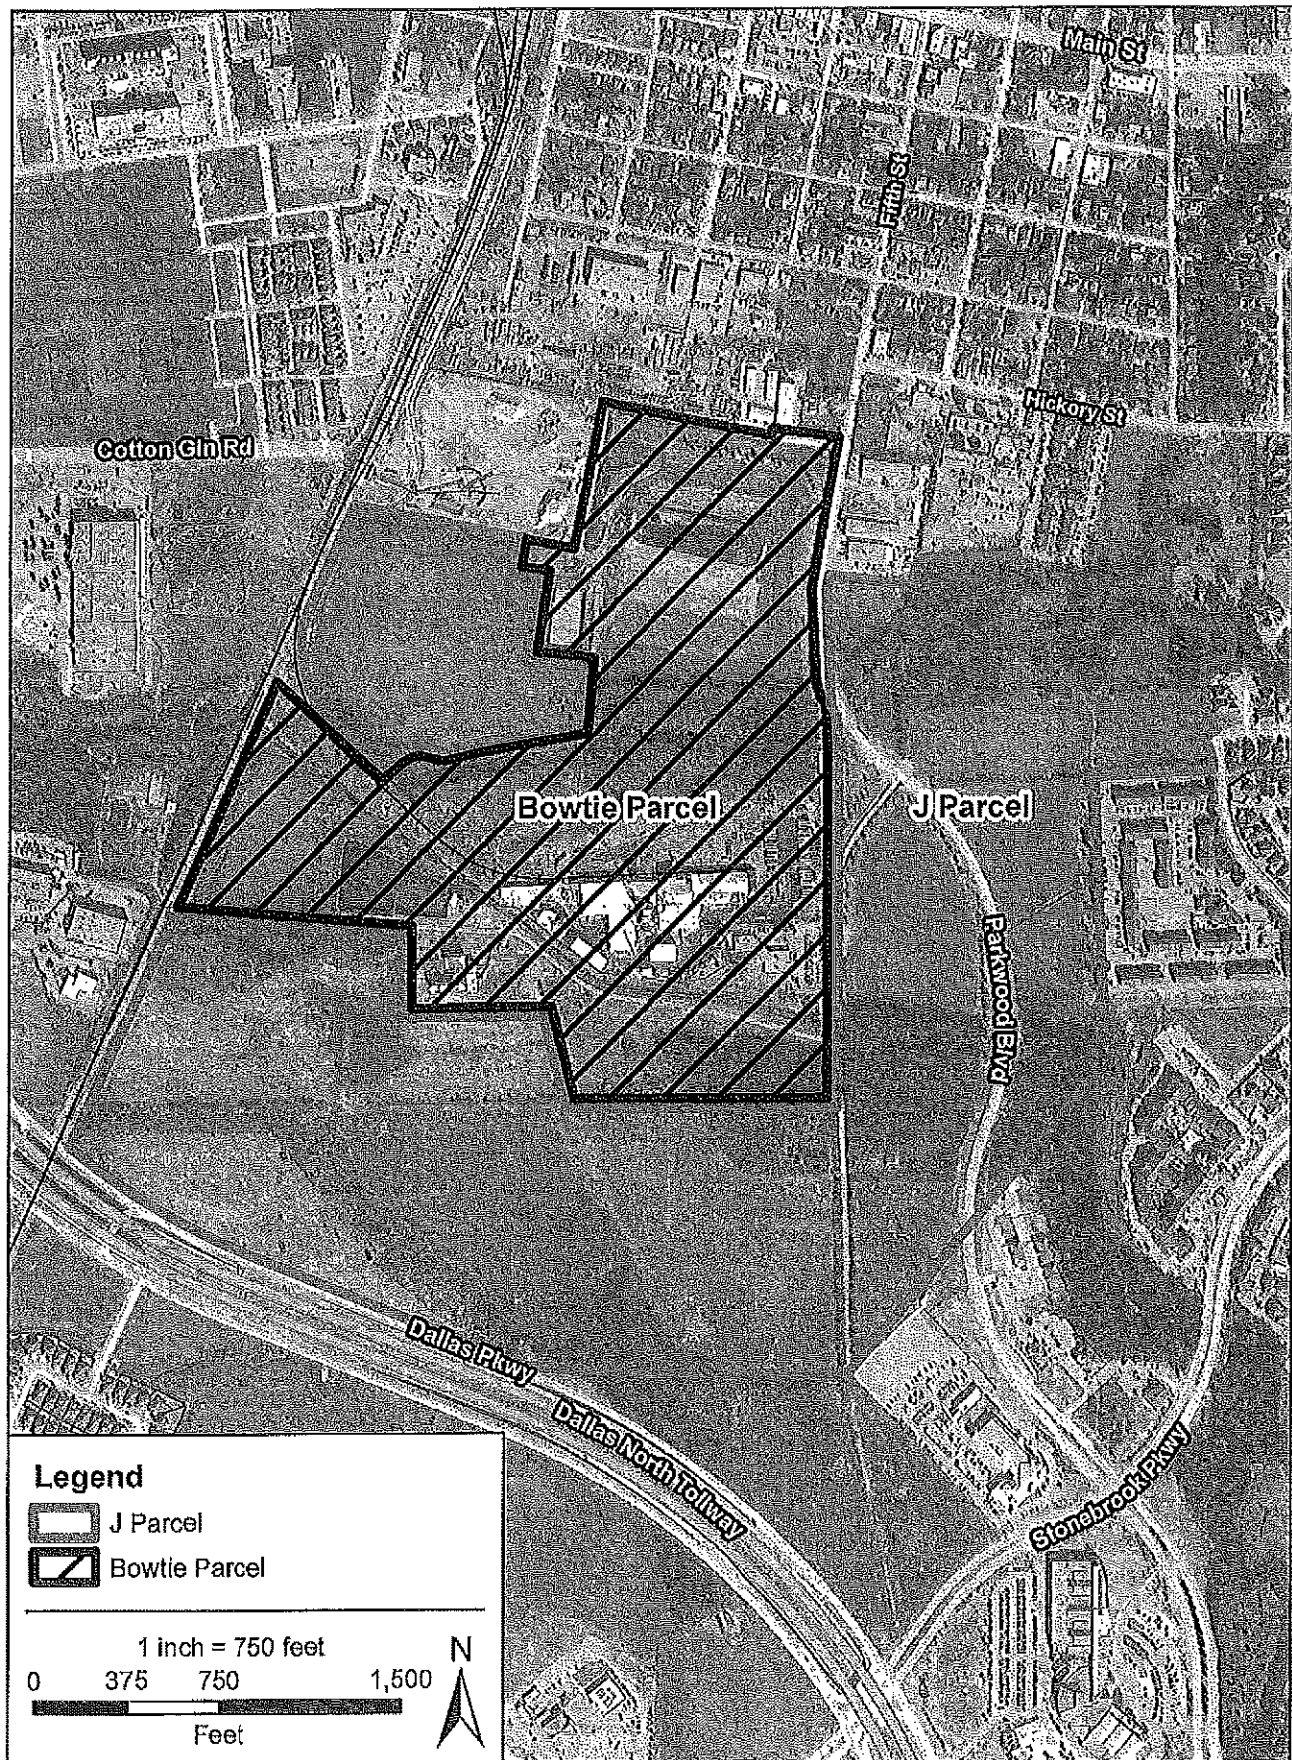 Main St
Fifth St
Hickory St
Cotton Gin Rd
Bowtie Parcel
J Parcel
Parkwood Blvd
Dallas Pkwy
Dallas North Tollway
Stonebrook Pkwy
Legend
J Parcel
Bowtie Parcel
1 inch = 750 feet
N
0 375 750 1,500
Feet